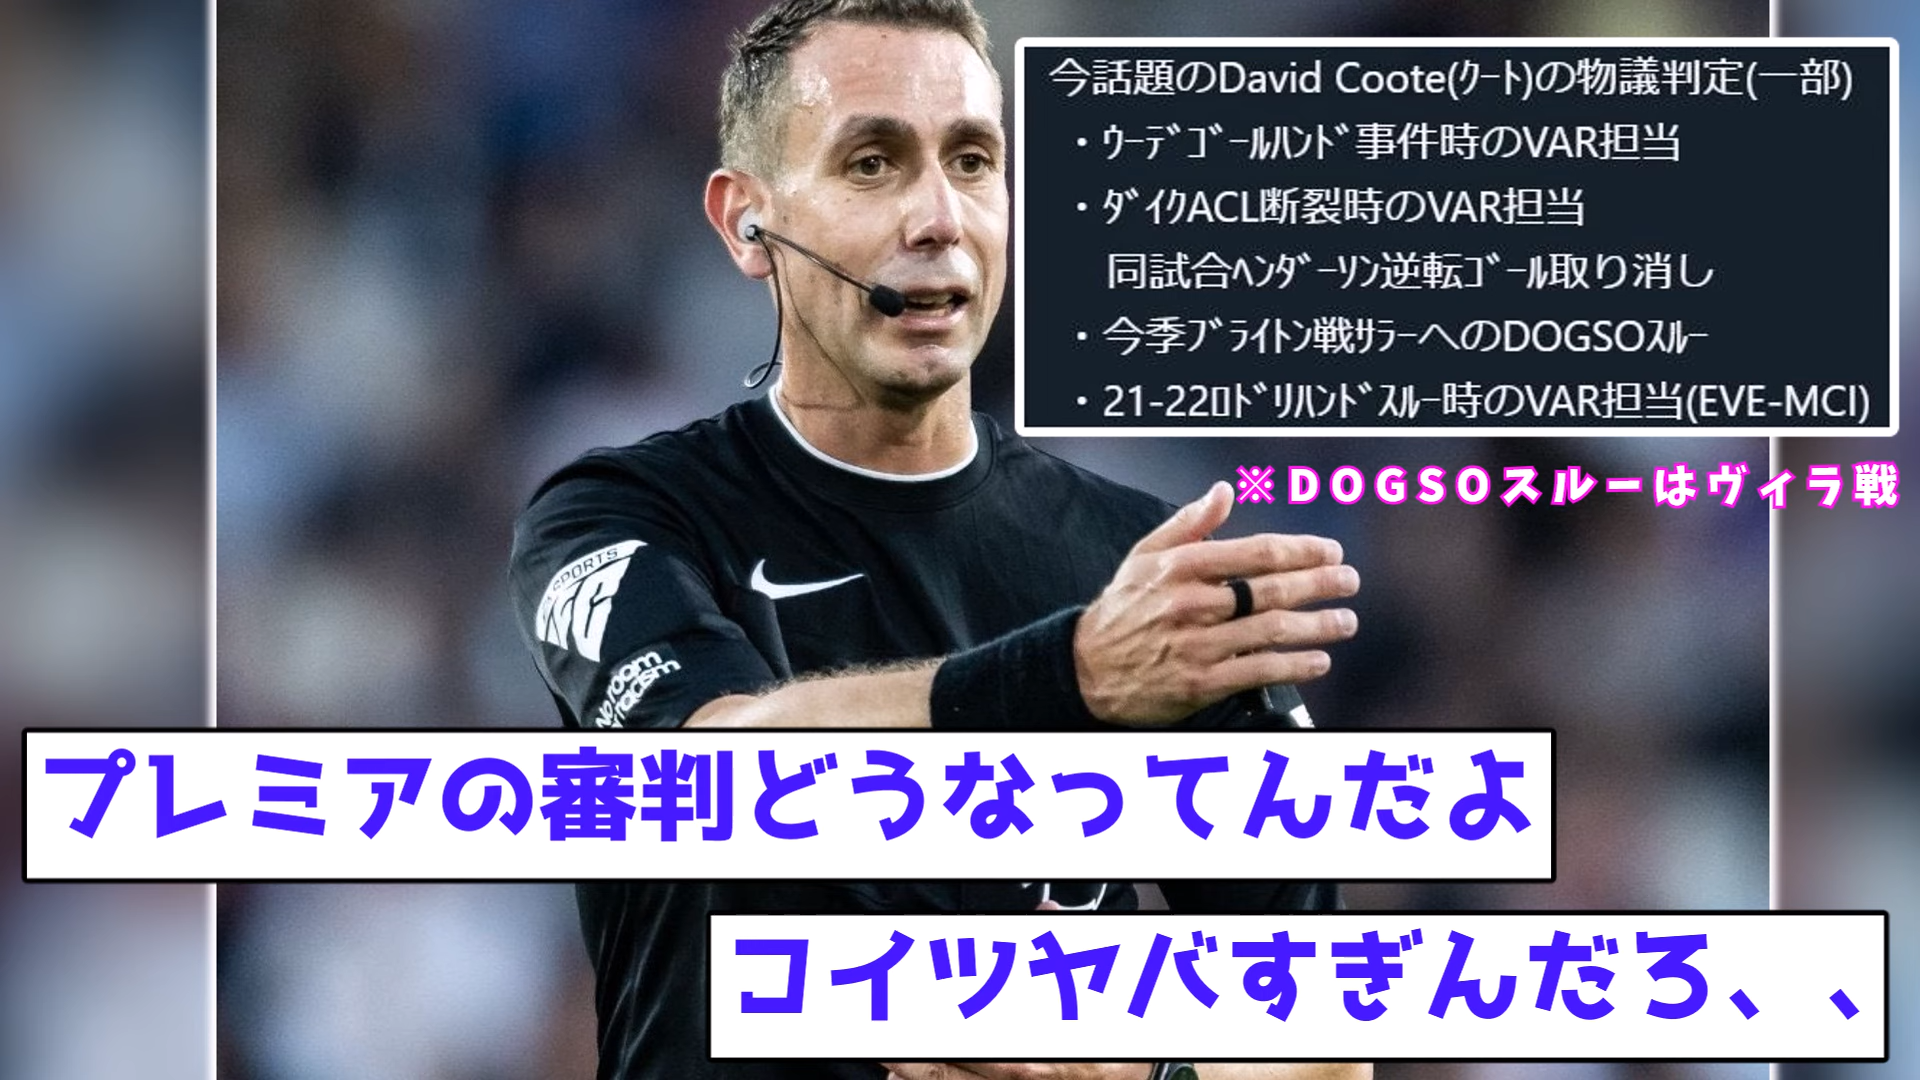 今話題のDavid Coote(ｸｰﾄ)の物議判定(一部)
・ｳｰﾃﾞｺﾞｰﾙﾊﾝﾄﾞ事件時のVAR担当
・ﾀﾞｲｸACL断裂時のVAR担当
同試合ﾍﾝﾀﾞｰｿﾝ逆転ｺﾞｰﾙ取り消し
・今季ﾌﾞﾗｲﾄﾝ戦ｻﾗｰへのDOGSOｽﾙｰ
・21-22ﾛﾄﾞﾘﾊﾝﾄﾞｽﾙｰ時のVAR担当(EVE-MCI)
※DOGSOスルーはヴィラ戦
SPORTS
No room
racism
プレミアの審判どうなってんだよ
コイツヤバすぎんだろ、、